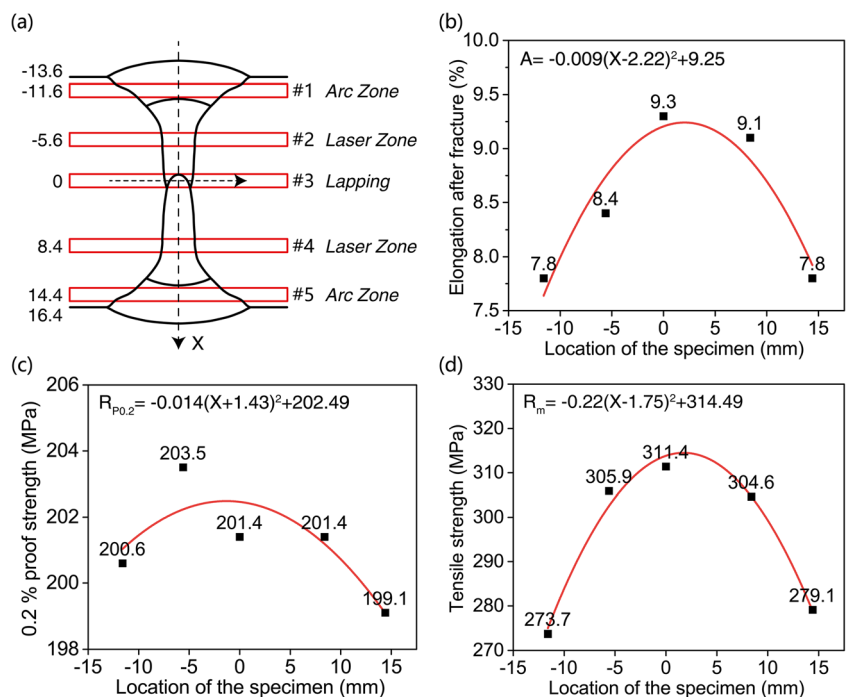 (a)
-13.6
-11.6
#1 Arc Zone
-5.6
#2 Laser Zone
0
#3 Lapping
8.4
#4 Laser Zone
14.4
#5 Arc Zone
16.4
X
(b)
A= -0.009(X-2.22)²+9.25
10.0
9.5
9.0
8.5
8.0
7.5
Elongation after fracture (%)
7.8
8.4
9.3
9.1
7.8
-15 -10 -5 0 5 10 15
Location of the specimen (mm)
(c)
R_P0.2= -0.014(X+1.43)²+202.49
206
204
202
200
198
0.2 % proof strength (MPa)
200.6
203.5
201.4
201.4
199.1
-15 -10 -5 0 5 10 15
Location of the specimen (mm)
(d)
R_m= -0.22(X-1.75)²+314.49
330
320
310
300
290
280
270
Tensile strength (MPa)
273.7
305.9
311.4
304.6
279.1
-15 -10 -5 0 5 10 15
Location of the specimen (mm)